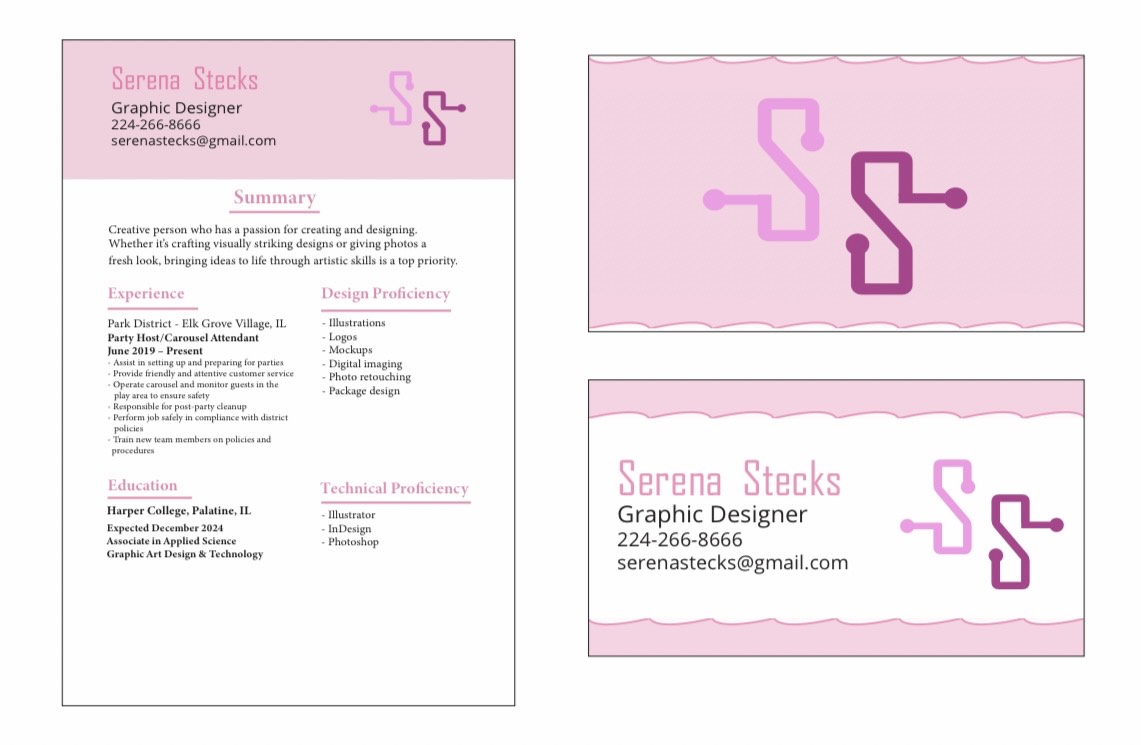 Serena Stecks
Graphic Designer
224-266-8666
serenastecks@gmail.com
Summary
Creative person who has a passion for creating and designing.
Whether it's crafting visually striking designs or giving photos a
fresh look, bringing ideas to life through artistic skills is a top priority.
Experience
Park District - Elk Grove Village, IL
Party Host/Carousel Attendant
June 2019 – Present
- Assist in setting up and preparing for parties
- Provide friendly and attentive customer service
- Operate carousel and monitor guests in the
play area to ensure safety
- Responsible for post-party cleanup
- Perform job safely in compliance with district
policies
- Train new team members on policies and
procedures
Design Proficiency
- Illustrations
- Logos
- Mockups
- Digital imaging
- Photo retouching
- Package design
Education
Harper College, Palatine, IL
Expected December 2024
Associate in Applied Science
Graphic Art Design & Technology
Technical Proficiency
- Illustrator
- InDesign
- Photoshop
Serena Stecks
Graphic Designer
224-266-8666
serenastecks@gmail.com